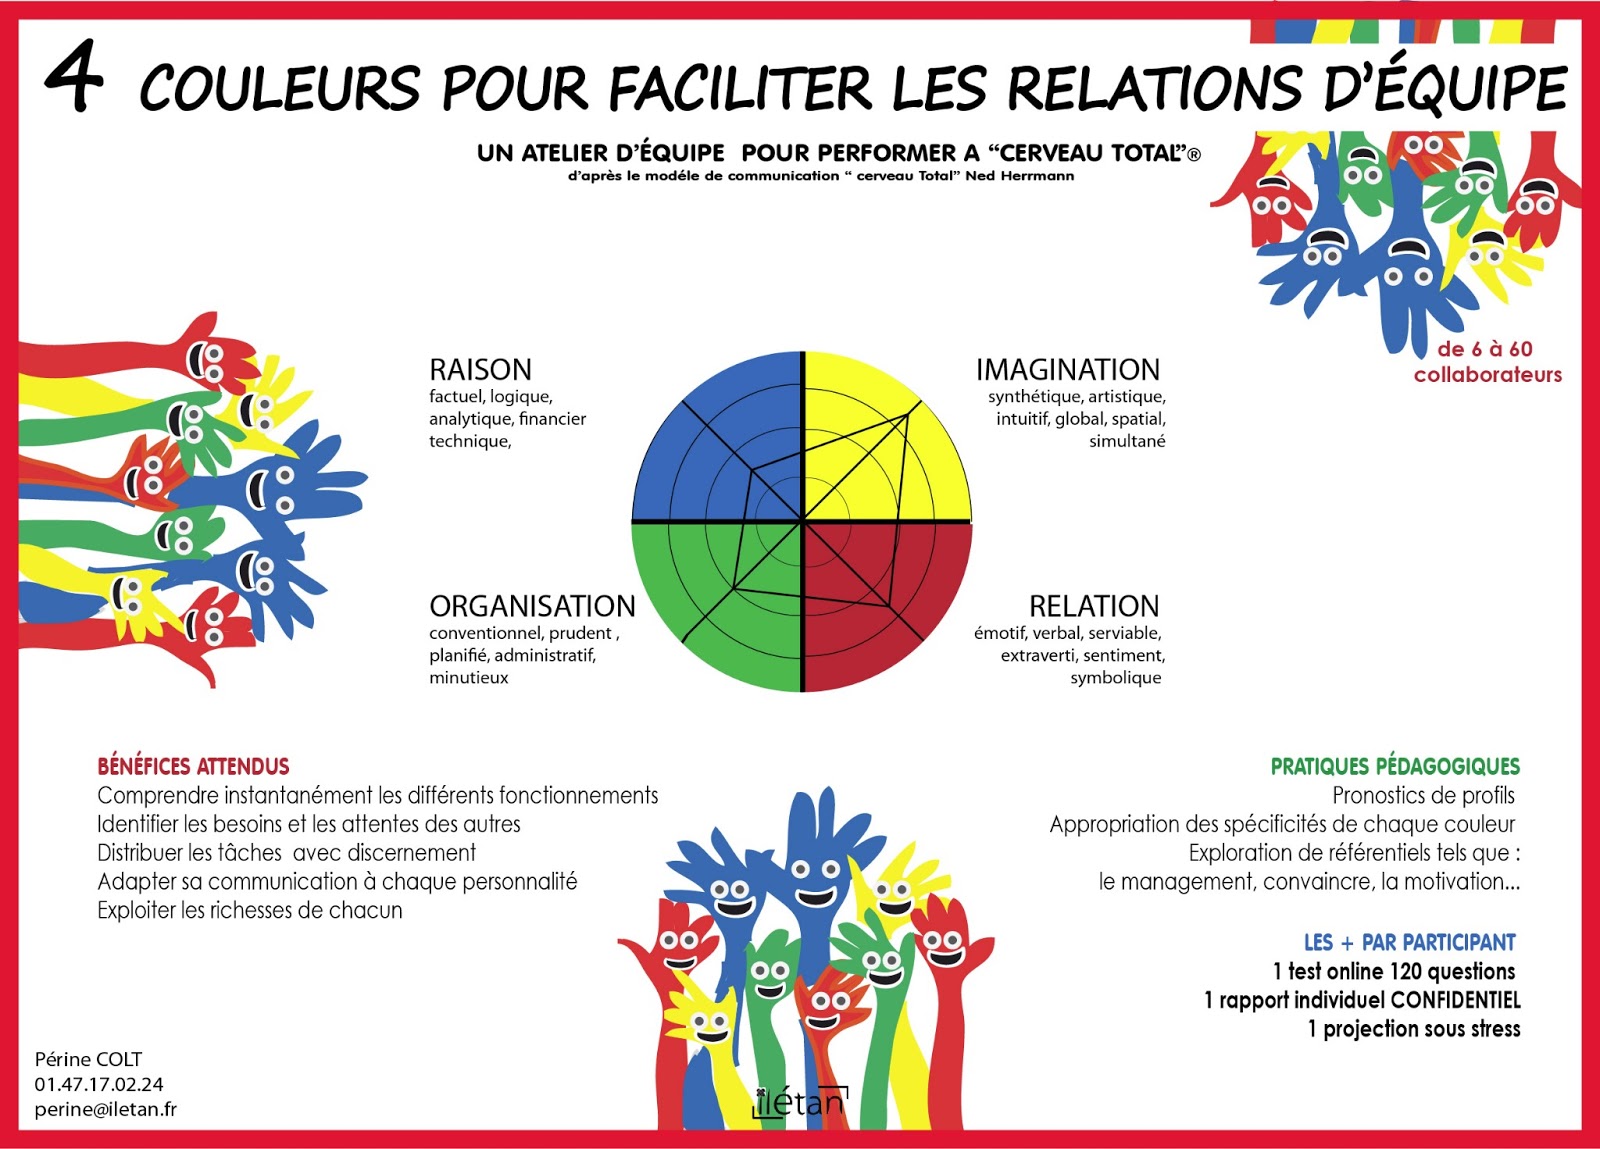 4 COULEURS POUR FACILITER LES RELATIONS D'ÉQUIPE
UN ATELIER D'ÉQUIPE POUR PERFORMER A “CERVEAU TOTAL”®
d'après le modéle de communication “ cerveau Total” Ned Herrmann
de 6 à 60
collaborateurs
RAISON
factuel, logique,
analytique, financier
technique,
IMAGINATION
synthétique, artistique,
intuitif, global, spatial,
simultané
ORGANISATION
conventionnel, prudent ,
planifié, administratif,
minutieux
RELATION
émotif, verbal, serviable,
extraverti, sentiment,
symbolique
BÉNÉFICES ATTENDUS
Comprendre instantanément les différents fonctionnements
Identifier les besoins et les attentes des autres
Distribuer les tâches avec discernement
Adapter sa communication à chaque personnalité
Exploiter les richesses de chacun
PRATIQUES PÉDAGOGIQUES
Pronostics de profils
Appropriation des spécificités de chaque couleur
Exploration de référentiels tels que :
le management, convaincre, la motivation...
LES + PAR PARTICIPANT
1 test online 120 questions
1 rapport individuel CONFIDENTIEL
1 projection sous stress
Périne COLT
01.47.17.02.24
perine@iletan.fr
ilétan